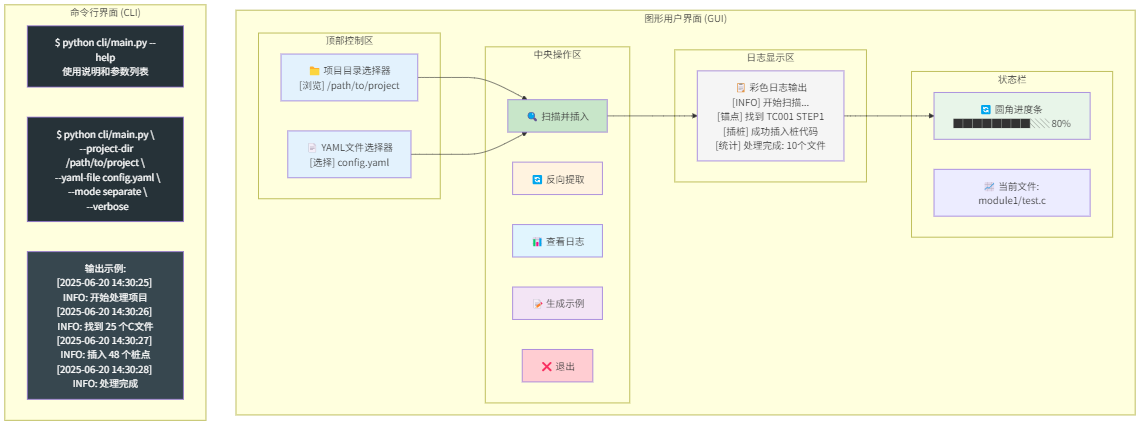 命令行界面 (CLI)
$ python cli/main.py --
help
使用说明和参数列表
$ python cli/main.py \
--project-dir
/path/to/project \
--yaml-file config.yaml \
--mode separate \
--verbose
输出示例:
[2025-06-20 14:30:25]
INFO: 开始处理项目
[2025-06-20 14:30:26]
INFO: 找到 25 个C文件
[2025-06-20 14:30:27]
INFO: 插入 48 个桩点
[2025-06-20 14:30:28]
INFO: 处理完成
图形用户界面 (GUI)
顶部控制区
项目目录选择器
[浏览] /path/to/project
YAML文件选择器
[选择] config.yaml
中央操作区
扫描并插入
反向提取
查看日志
生成示例
退出
日志显示区
彩色日志输出
[INFO] 开始扫描...
[锚点] 找到 TC001 STEP1
[插桩] 成功插入桩代码
[统计] 处理完成: 10个文件
状态栏
圆角进度条
80%
当前文件:
module1/test.c